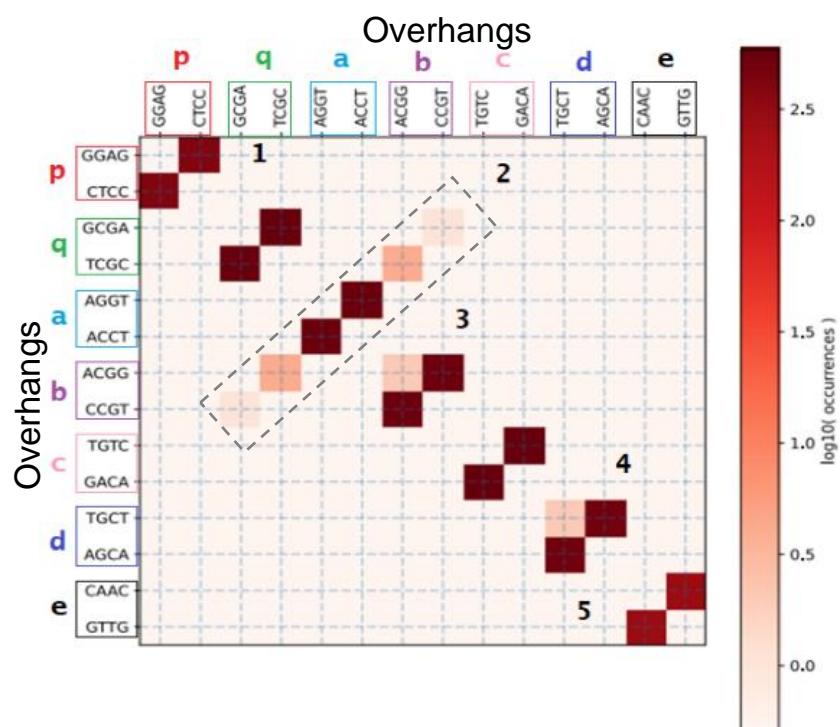 Overhangs
p q a b c d e
GGAG CTCC GCGA TCGC AGGT ACCT ACGG CCGT TGTC GACA TGCT AGCA CAAC GTTG
Overhangs
p
GGAG
CTCC
q
GCGA
TCGC
a
AGGT
ACCT
b
ACGG
CCGT
c
TGTC
GACA
d
TGCT
AGCA
e
CAAC
GTTG
1
2
3
4
5
2.5
2.0
1.5
1.0
0.5
0.0
log10( occurrences )